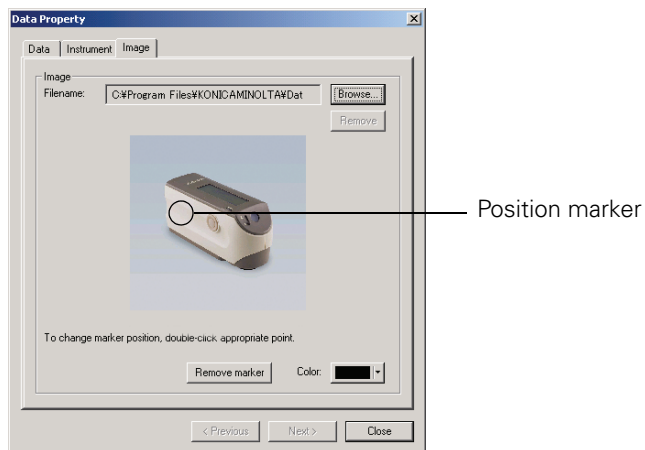 Data Property
Data Instrument Image
Image
Filename: C:¥Program Files¥KONICAMINOLTA¥Dat Browse...
Remove
Position marker
To change marker position, double-click appropriate point.
Remove marker Color:
< Previous Next > Close